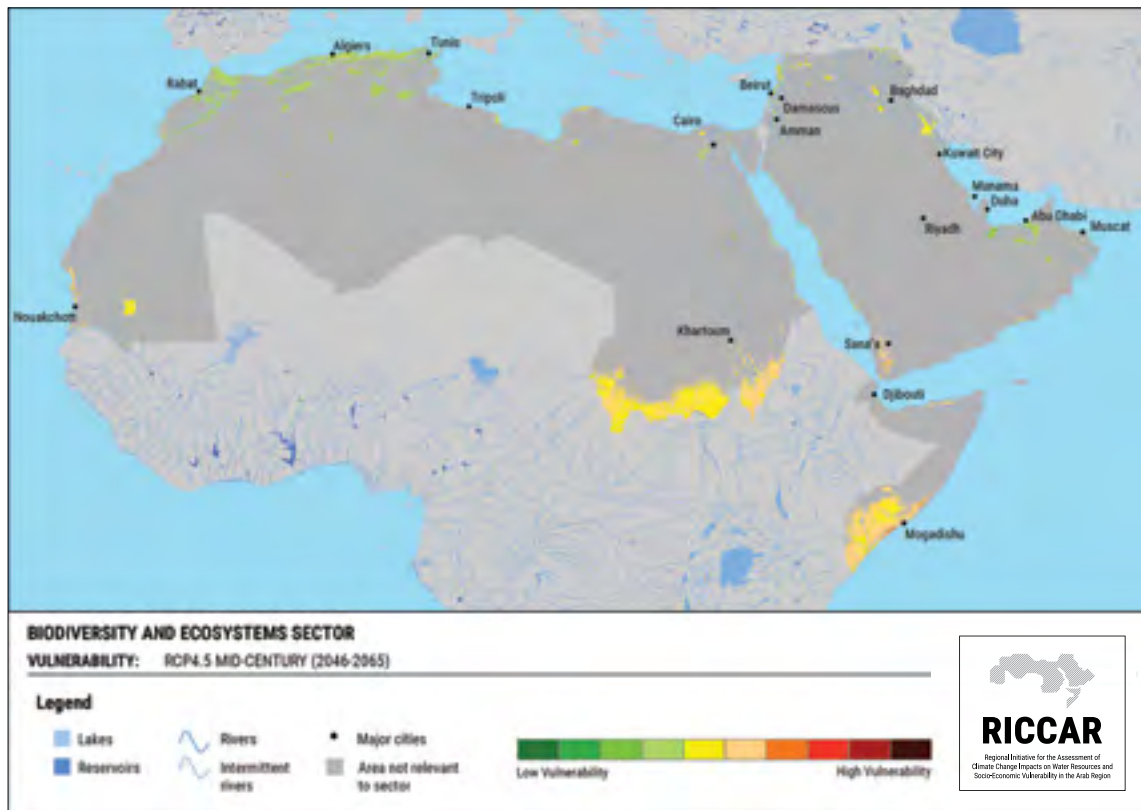 Algiers
Tunis
Rabat
Tripoli
Beirut
Damascus
Baghdad
Cairo
Amman
Kuwait City
Manama
Doha
Abu Dhabi
Muscat
Riyadh
Nouakchott
Khartoum
Sana's
Djibouti
Mogadishu
BIODIVERSITY AND ECOSYSTEMS SECTOR
VULNERABILITY: RCP4.5 MID-CENTURY (2046-2065)
Legend
Lakes
Rivers
Major cities
Reservoirs
Intermittent
rivers
Area not relevant
to sector
Low Vulnerability
High Vulnerability
RICCAR
Regional Initiative for the Assessment of
Climate Change Impacts on Water Resources and
Socio-Economic Vulnerability in the Arab Region